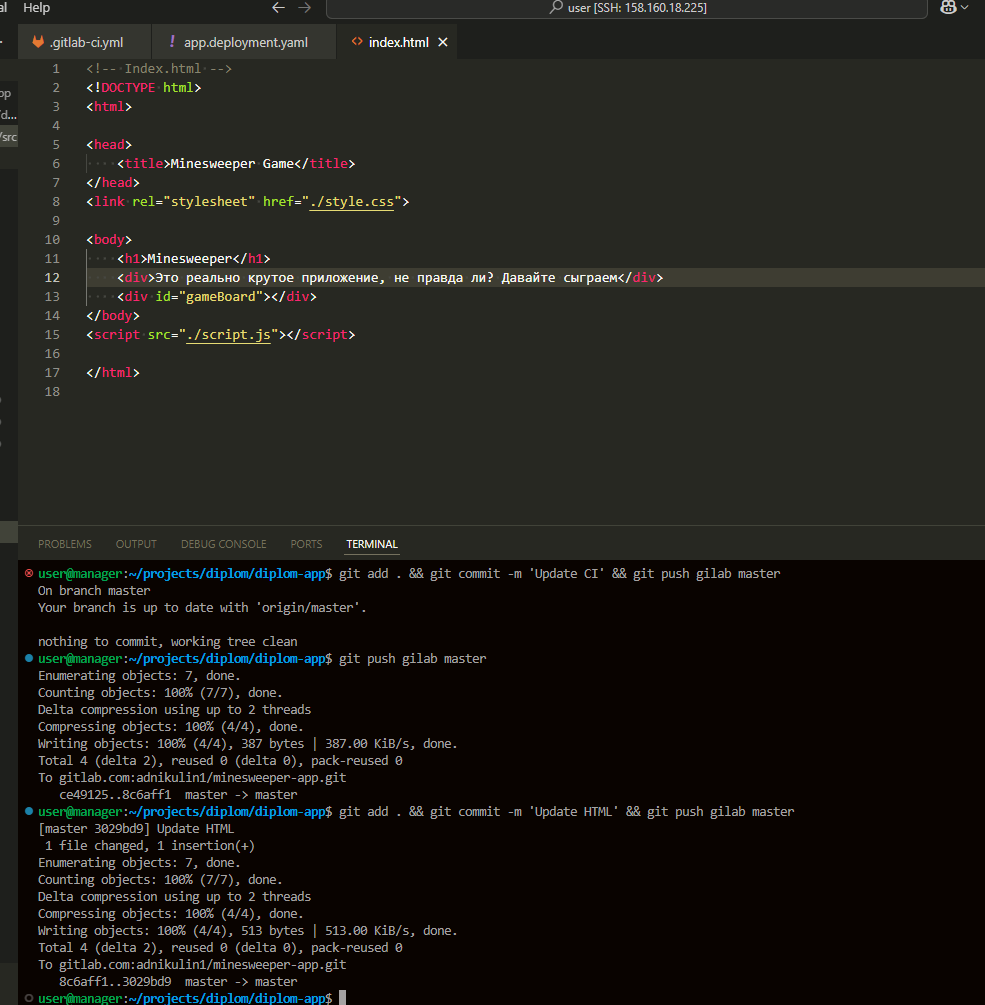 al Help ← → user [SSH: 158.160.18.225]
.gitlab-ci.yml ! app.deployment.yaml <> index.html ×
1 <!-- Index.html -->
2 <!DOCTYPE html>
3 <html>
4
5 <head>
6 <title>Minesweeper Game</title>
7 </head>
8 <link rel="stylesheet" href="./style.css">
9
10 <body>
11 <h1>Minesweeper</h1>
12 <div>Это реально крутое приложение, не правда ли? Давайте сыграем</div>
13 <div id="gameBoard"></div>
14 </body>
15 <script src="./script.js"></script>
16
17 </html>
18
pp
/d...
/src
PROBLEMS OUTPUT DEBUG CONSOLE PORTS TERMINAL
user@manager:~/projects/diplom/diplom-app$ git add . && git commit -m 'Update CI' && git push gilab master
On branch master
Your branch is up to date with 'origin/master'.
nothing to commit, working tree clean
user@manager:~/projects/diplom/diplom-app$ git push gilab master
Enumerating objects: 7, done.
Counting objects: 100% (7/7), done.
Delta compression using up to 2 threads
Compressing objects: 100% (4/4), done.
Writing objects: 100% (4/4), 387 bytes | 387.00 KiB/s, done.
Total 4 (delta 2), reused 0 (delta 0), pack-reused 0
To gitlab.com:adnikulin1/minesweeper-app.git
ce49125..8c6aff1 master -> master
user@manager:~/projects/diplom/diplom-app$ git add . && git commit -m 'Update HTML' && git push gilab master
[master 3029bd9] Update HTML
1 file changed, 1 insertion(+)
Enumerating objects: 7, done.
Counting objects: 100% (7/7), done.
Delta compression using up to 2 threads
Compressing objects: 100% (4/4), done.
Writing objects: 100% (4/4), 513 bytes | 513.00 KiB/s, done.
Total 4 (delta 2), reused 0 (delta 0), pack-reused 0
To gitlab.com:adnikulin1/minesweeper-app.git
8c6aff1..3029bd9 master -> master
user@manager:~/projects/diplom/diplom-app$